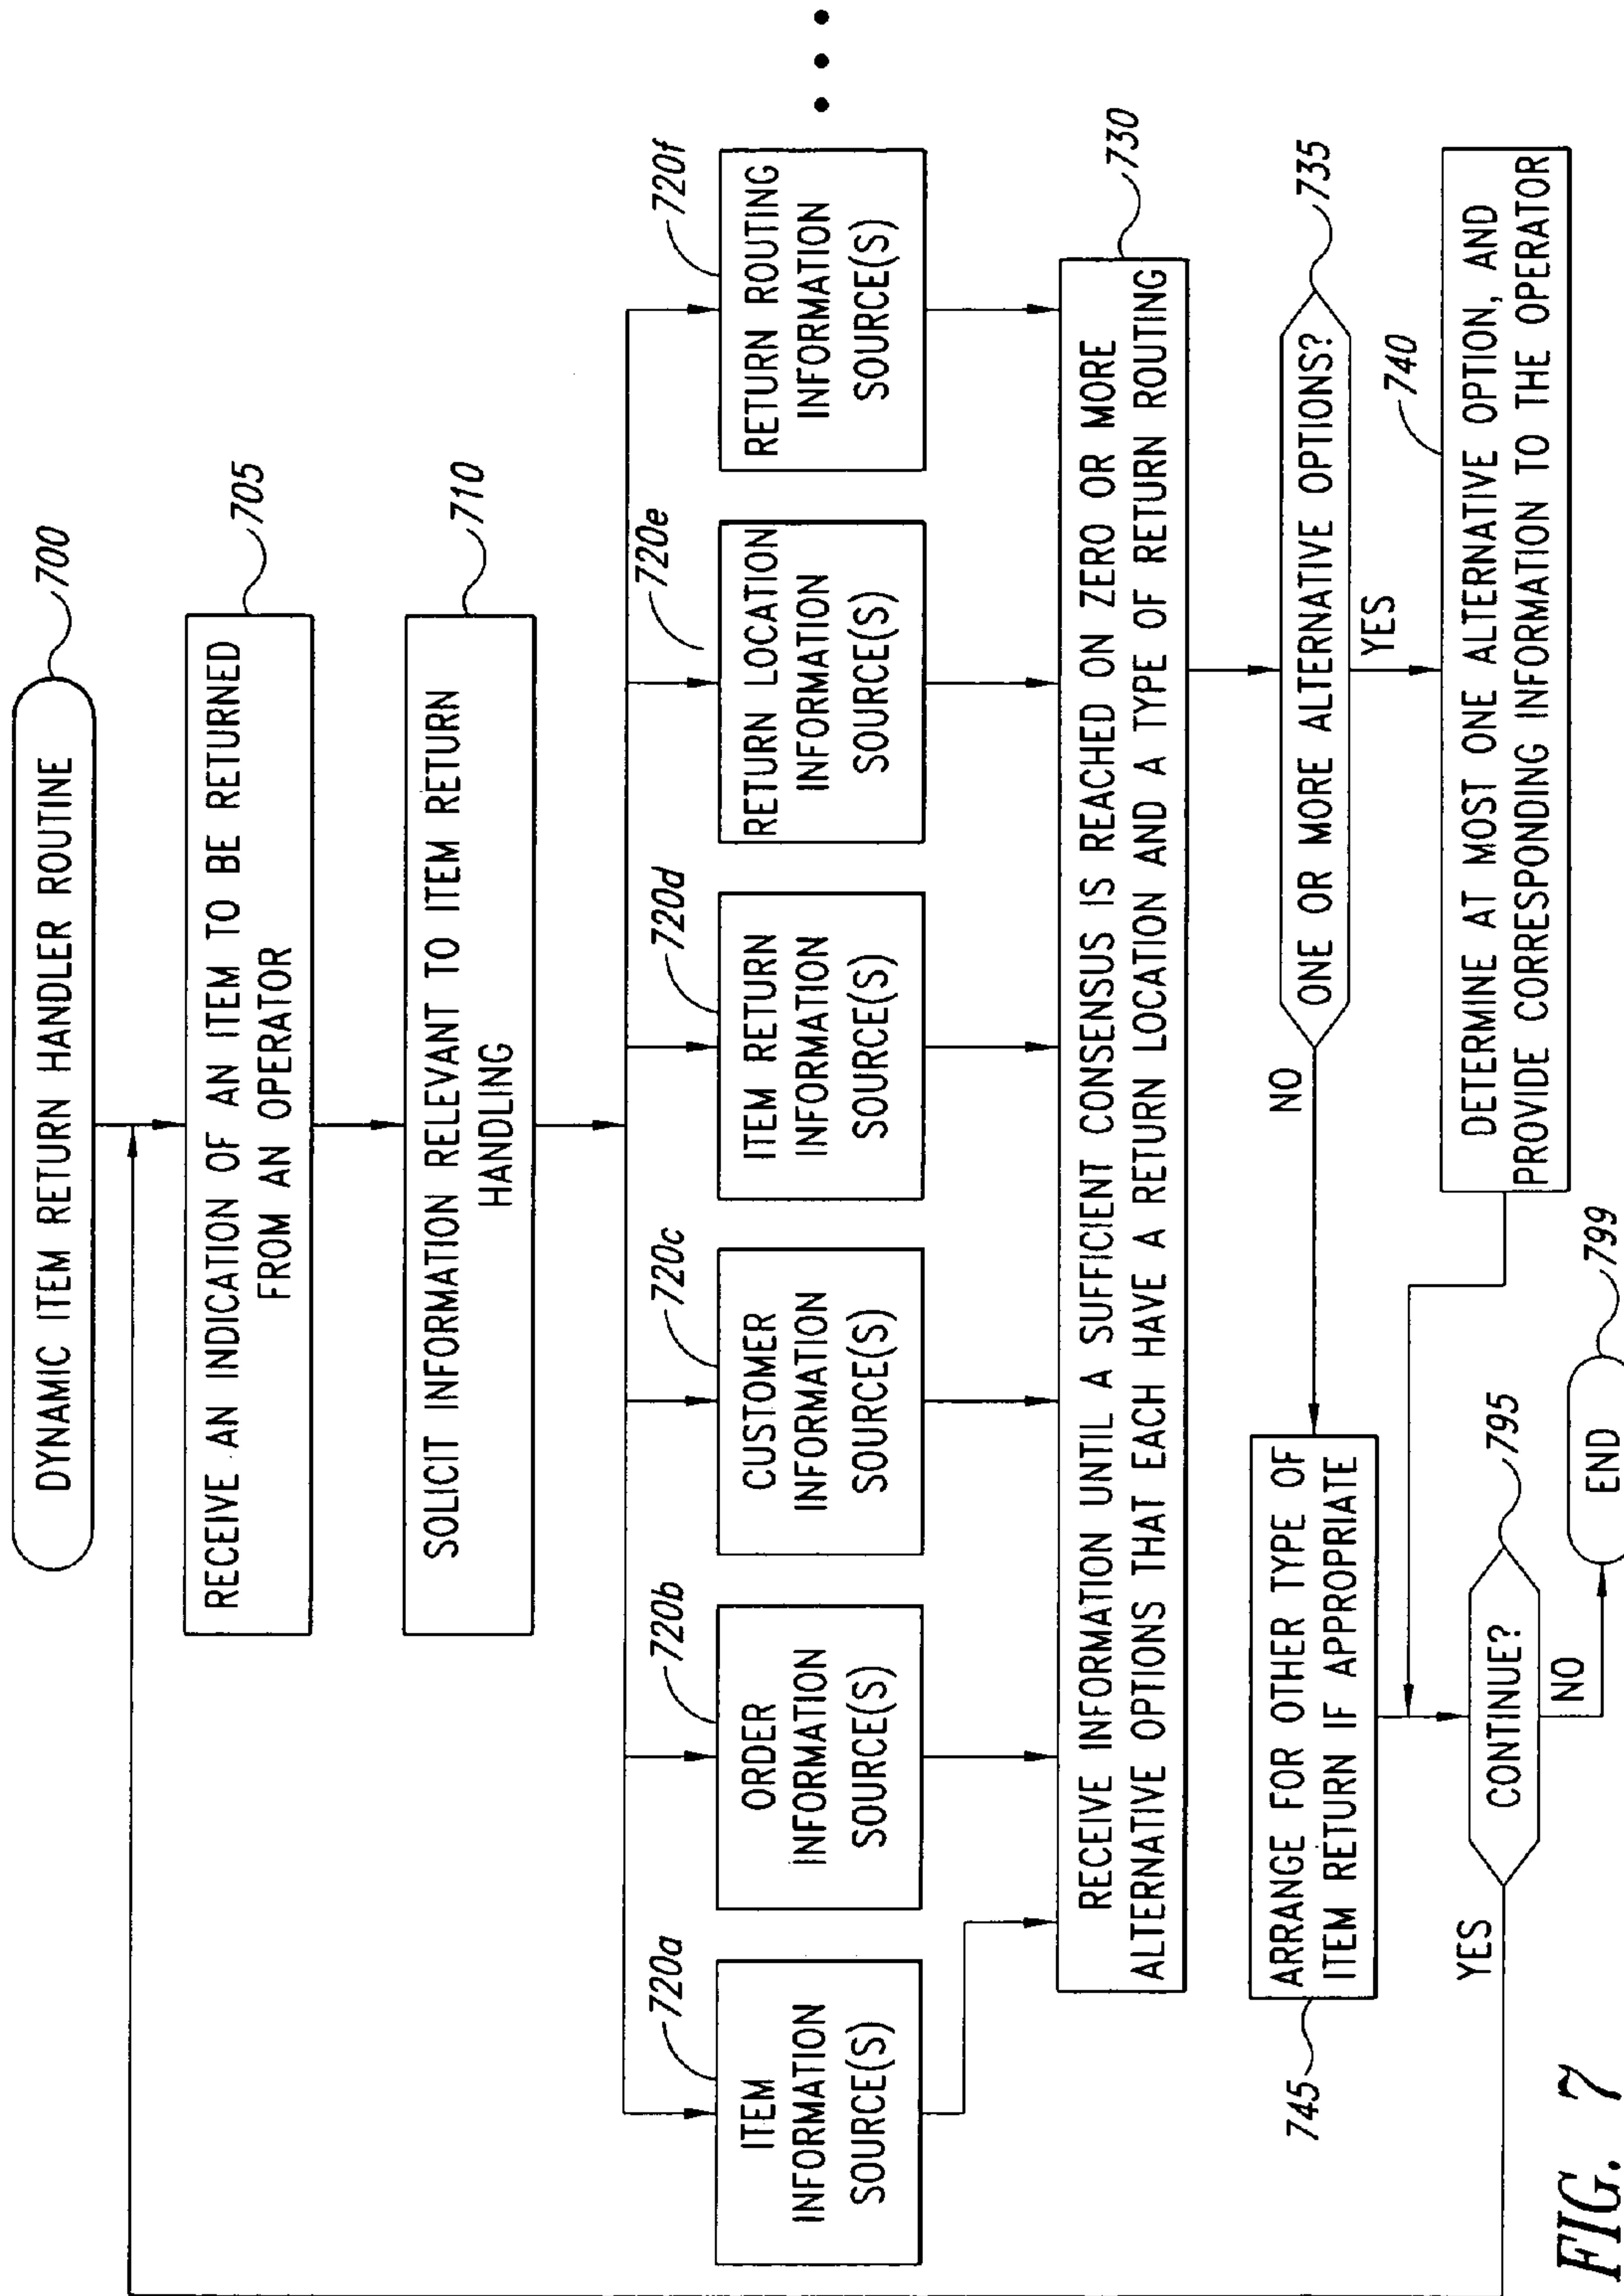 DYNAMIC ITEM RETURN HANDLER ROUTINE
700
RECEIVE AN INDICATION OF AN ITEM TO BE RETURNED
FROM AN OPERATOR
705
SOLICIT INFORMATION RELEVANT TO ITEM RETURN
HANDLING
710
720a
ITEM
INFORMATION
SOURCE(S)
720b
ORDER
INFORMATION
SOURCE(S)
720c
CUSTOMER
INFORMATION
SOURCE(S)
720d
ITEM RETURN
INFORMATION
SOURCE(S)
720e
RETURN LOCATION
INFORMATION
SOURCE(S)
720f
RETURN ROUTING
INFORMATION
SOURCE(S)
• • •
RECEIVE INFORMATION UNTIL A SUFFICIENT CONSENSUS IS REACHED ON ZERO OR MORE
ALTERNATIVE OPTIONS THAT EACH HAVE A RETURN LOCATION AND A TYPE OF RETURN ROUTING
730
ONE OR MORE ALTERNATIVE OPTIONS?
735
NO
YES
745
ARRANGE FOR OTHER TYPE OF
ITEM RETURN IF APPROPRIATE
740
DETERMINE AT MOST ONE ALTERNATIVE OPTION, AND
PROVIDE CORRESPONDING INFORMATION TO THE OPERATOR
YES
CONTINUE?
795
NO
END
799
FIG. 7